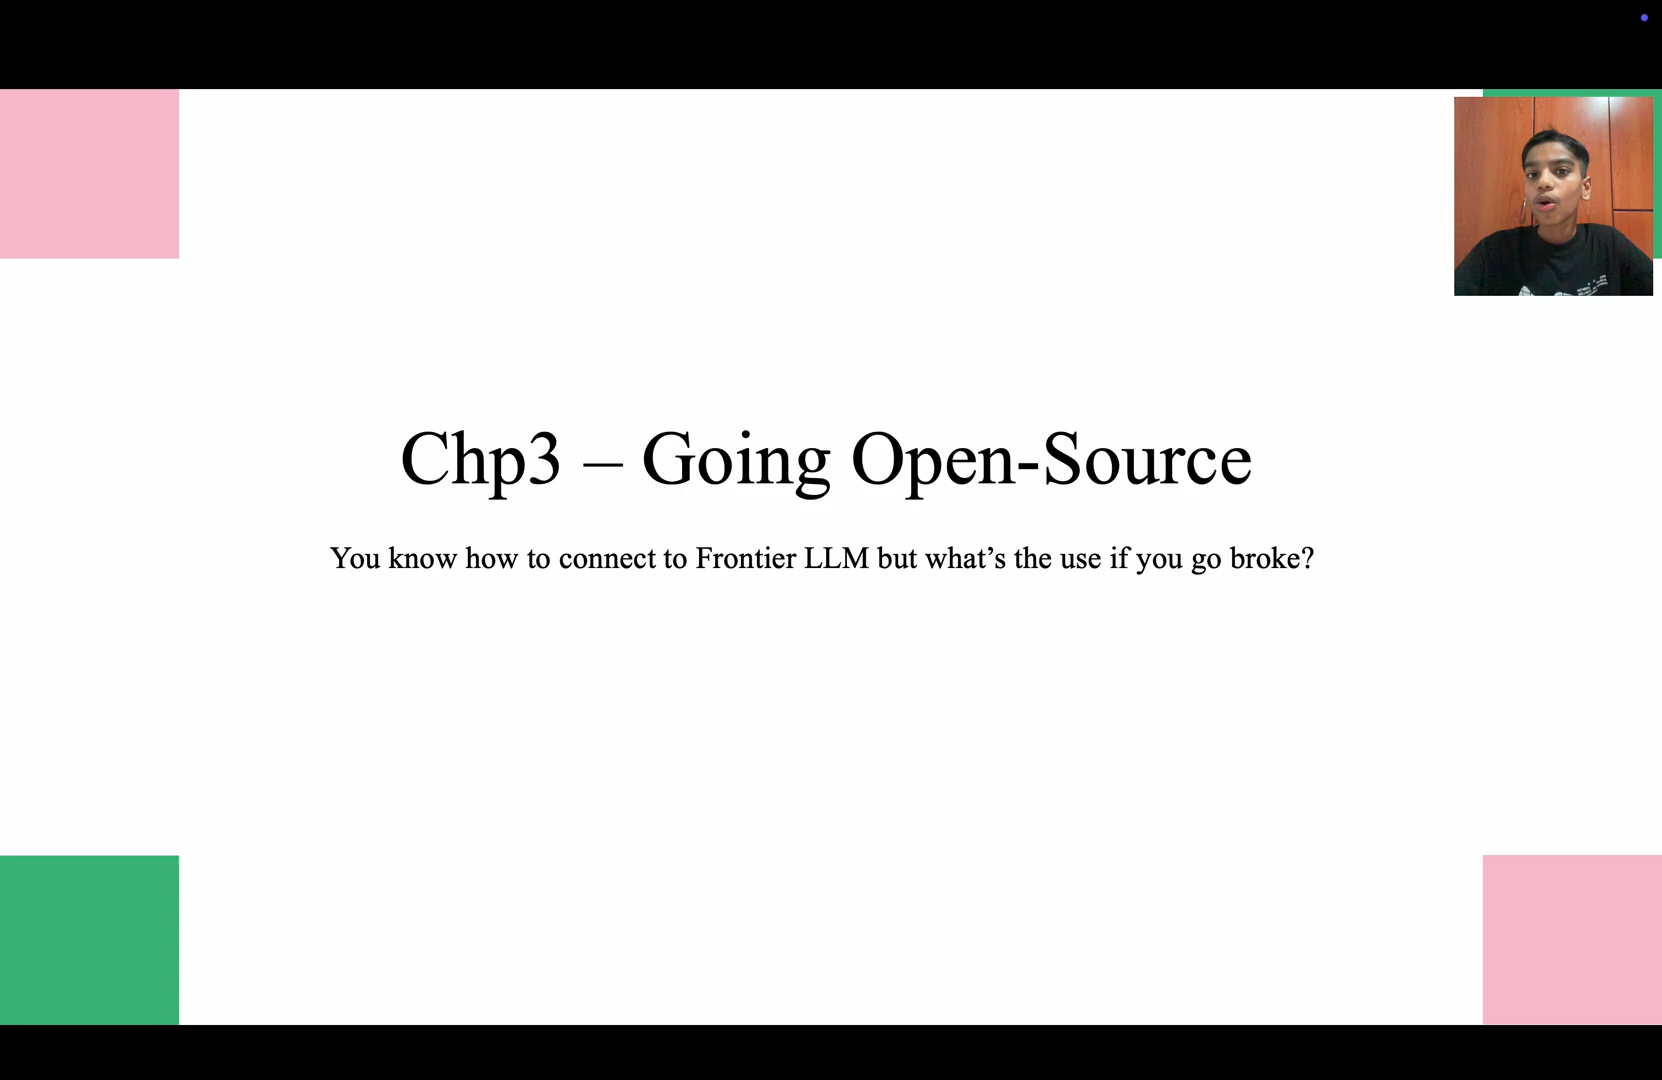 Chp3 – Going Open-Source
You know how to connect to Frontier LLM but what’s the use if you go broke?